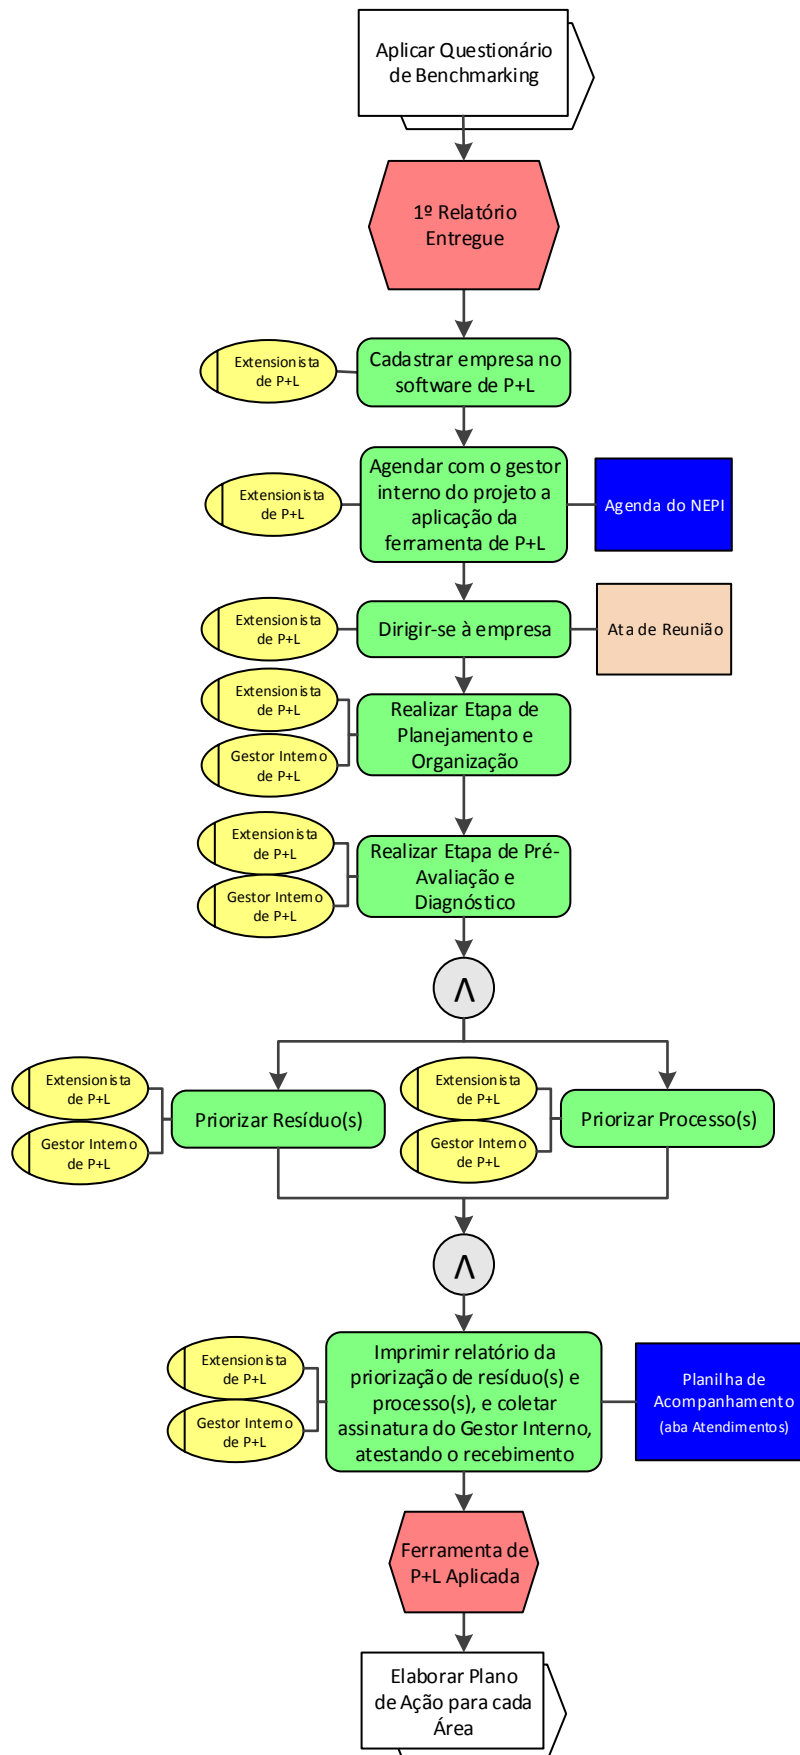 Aplicar Questionário
de Benchmarking
1º Relatório
Entregue
Extensionista
de P+L
Cadastrar empresa no
software de P+L
Extensionista
de P+L
Agendar com o gestor
interno do projeto a
aplicação da
ferramenta de P+L
Agenda do NEPI
Extensionista
de P+L
Dirigir-se à empresa
Ata de Reunião
Extensionista
de P+L
Gestor Interno
de P+L
Realizar Etapa de
Planejamento e
Organização
Extensionista
de P+L
Gestor Interno
de P+L
Realizar Etapa de Pré-
Avaliação e
Diagnóstico
Λ
Extensionista
de P+L
Gestor Interno
de P+L
Priorizar Resíduo(s)
Extensionista
de P+L
Gestor Interno
de P+L
Priorizar Processo(s)
Λ
Extensionista
de P+L
Gestor Interno
de P+L
Imprimir relatório da
priorização de resíduo(s) e
processo(s), e coletar
assinatura do Gestor Interno,
atestando o recebimento
Planilha de
Acompanhamento
(aba Atendimentos)
Ferramenta de
P+L Aplicada
Elaborar Plano
de Ação para cada
Área